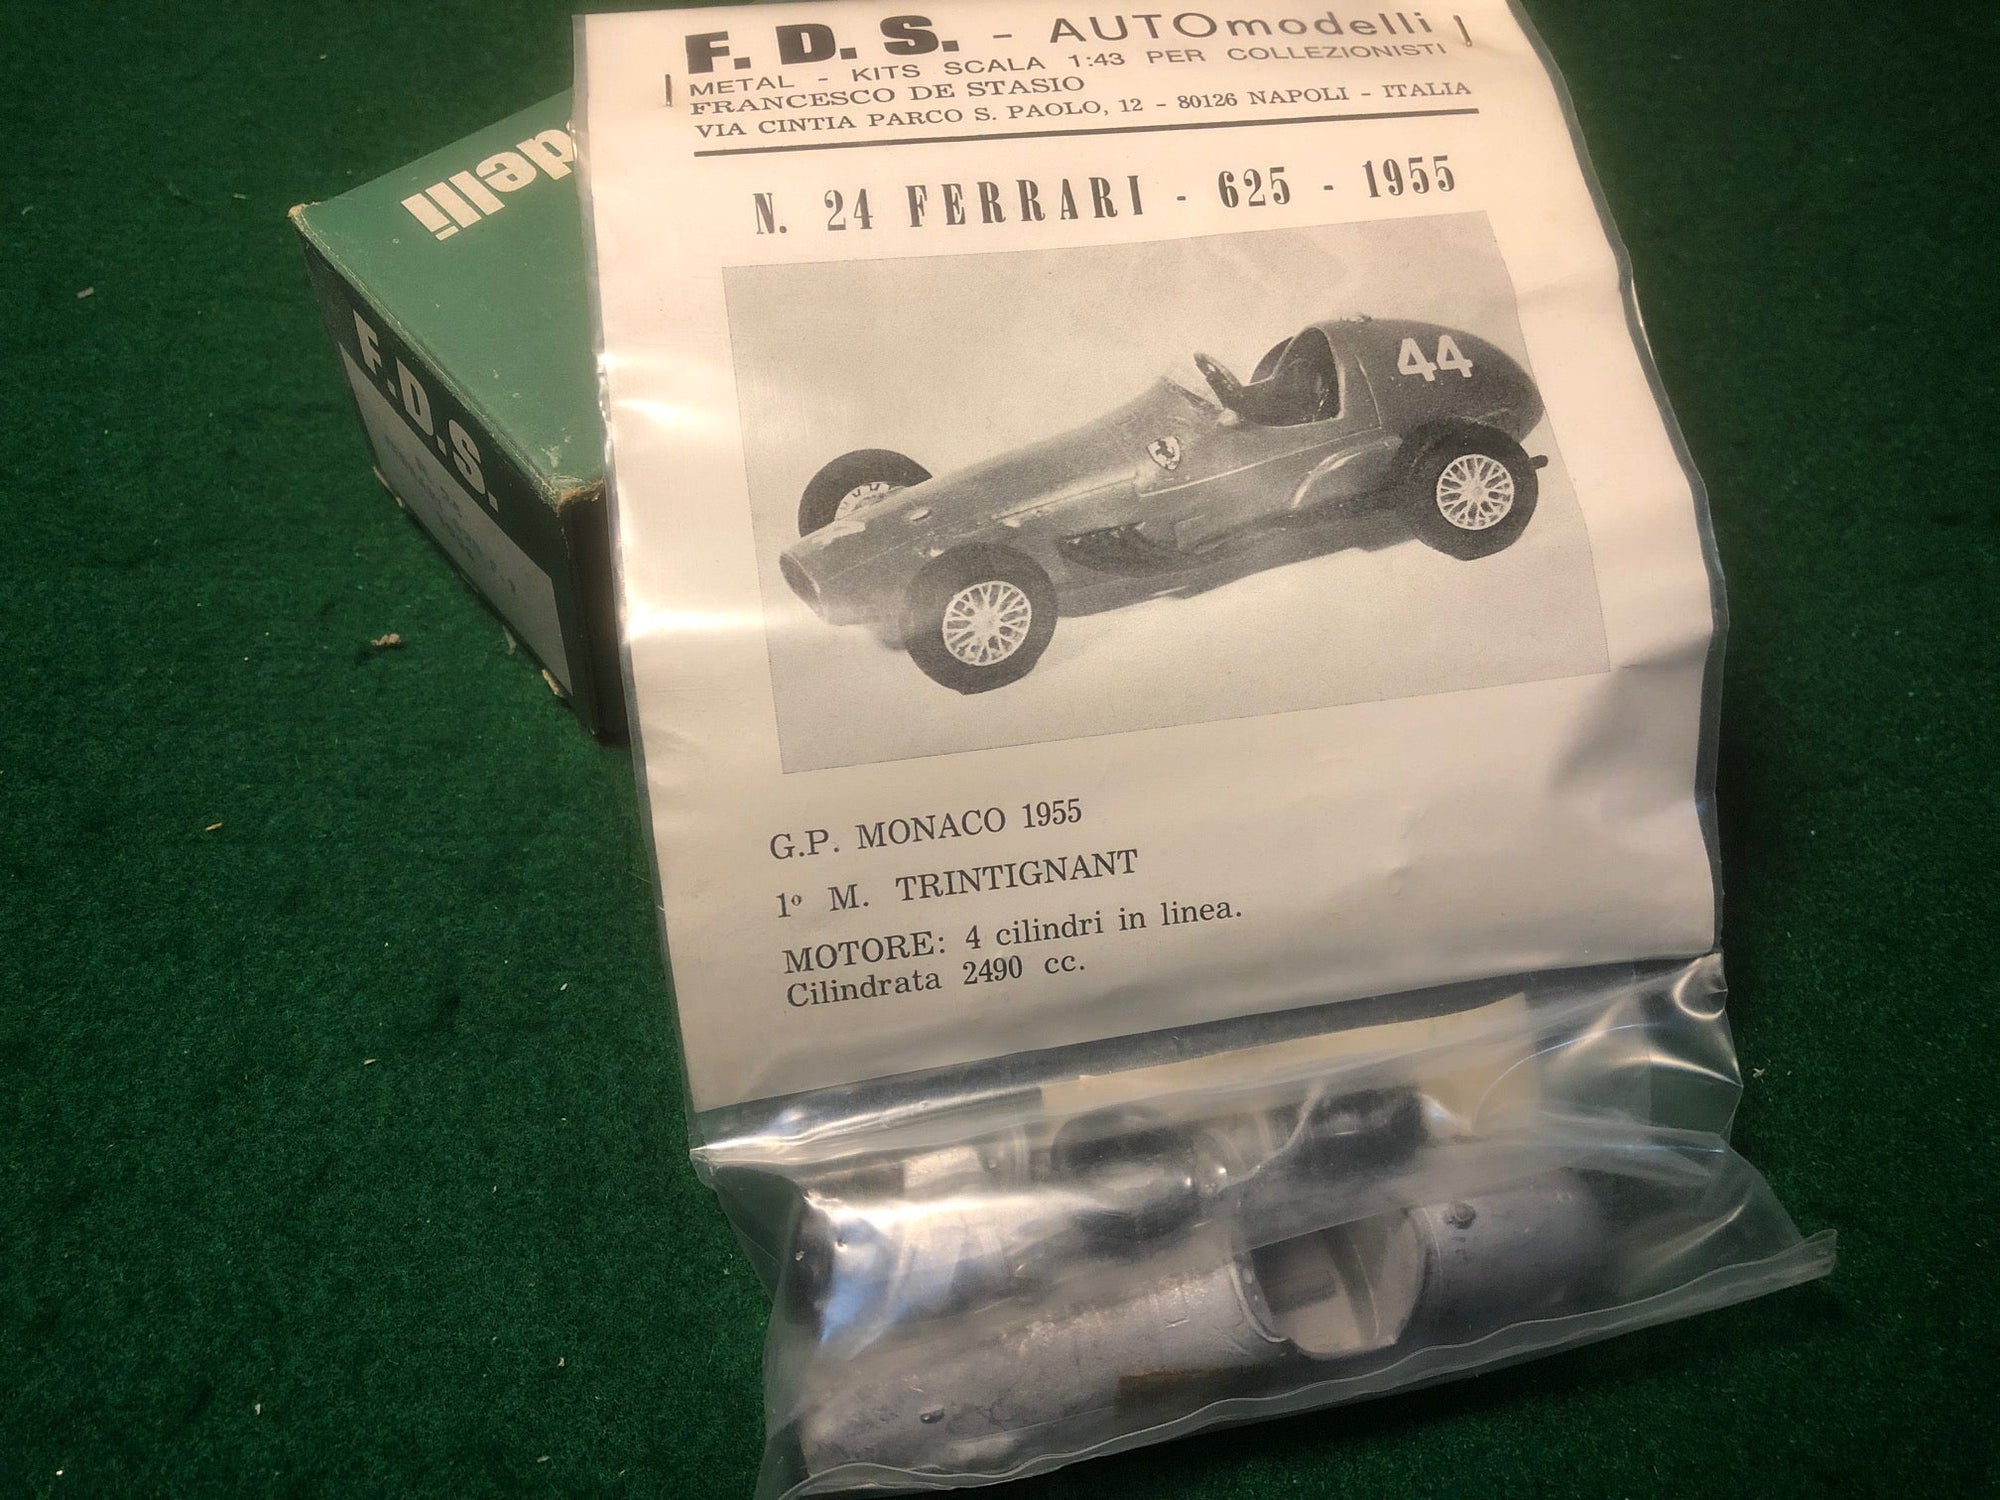 F. D. S. - AUTOmodelli
METAL - KITS SCALA 1:43 PER COLLEZIONISTI
FRANCESCO DE STASIO
VIA CINTIA PARCO S. PAOLO, 12 - 80126 NAPOLI - ITALIA
N. 24 FERRARI - 625 - 1955
44
G.P. MONACO 1955
1º M. TRINTIGNANT
MOTORE: 4 cilindri in linea.
Cilindrata 2490 cc.
delli
F.D.S.